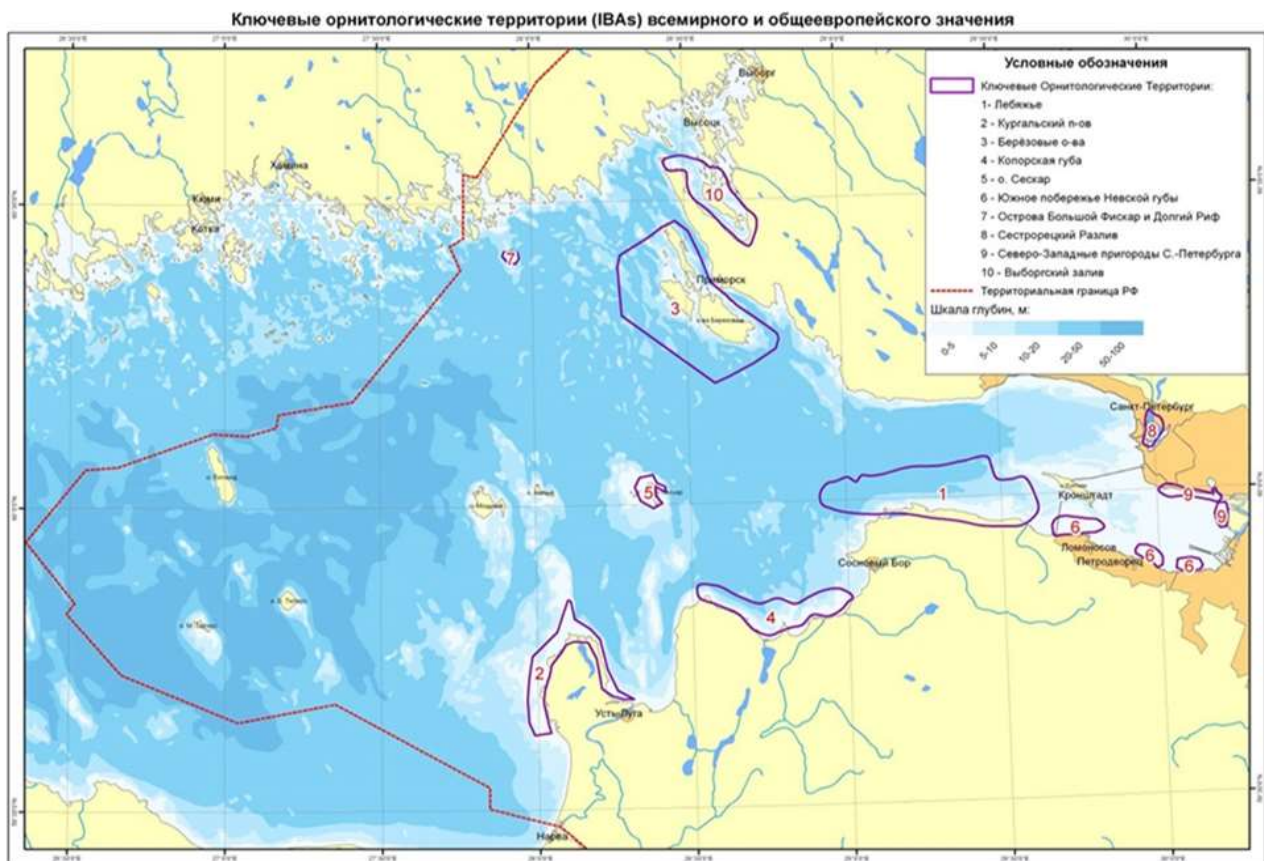 Ключевые орнитологические территории (IBAs) всемирного и общеевропейского значения
Условные обозначения
Ключевые Орнитологические Территории:
1- Лебяжье
2 - Кургальский п-ов
3 - Берёзовые о-ва
4 - Копорская губа
5 - о. Сескар
6 - Южное побережье Невской губы
7 - Острова Большой Фискар и Долгий Риф
8 - Сестрорецкий Разлив
9 - Северо-Западные пригороды С.-Петербурга
10 - Выборгский залив
Территориальная граница РФ
Шкала глубин, м:
0-5
5-10
10-20
20-50
50-100
Выборг
Высоцк
Хамина
10
Кюми
Котка
7
Приморск
3
Санкт-Петербург
8
5
1
Кронштадт
9
9
6
Ломоносов
Петродворец
6
6
Сосновый Бор
4
2
Усть-Луга
Нарва